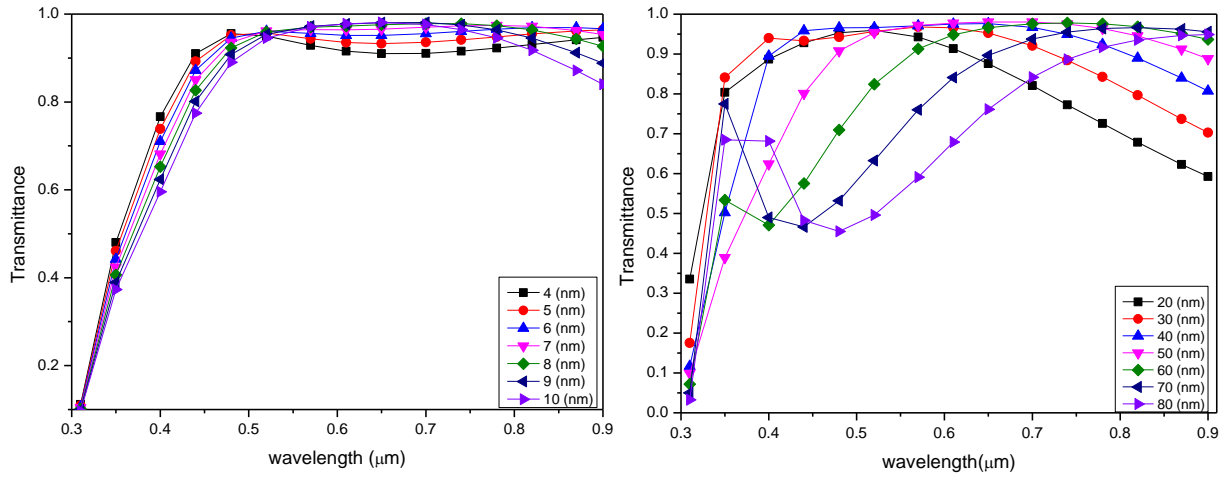 1.0
0.8
0.6
0.4
0.2
Transmittance
0.3 0.4 0.5 0.6 0.7 0.8 0.9
wavelength (μm)
4 (nm)
5 (nm)
6 (nm)
7 (nm)
8 (nm)
9 (nm)
10 (nm)
1.0
0.9
0.8
0.7
0.6
0.5
0.4
0.3
0.2
0.1
0.0
Transmittance
0.3 0.4 0.5 0.6 0.7 0.8 0.9
wavelength(μm)
20 (nm)
30 (nm)
40 (nm)
50 (nm)
60 (nm)
70 (nm)
80 (nm)